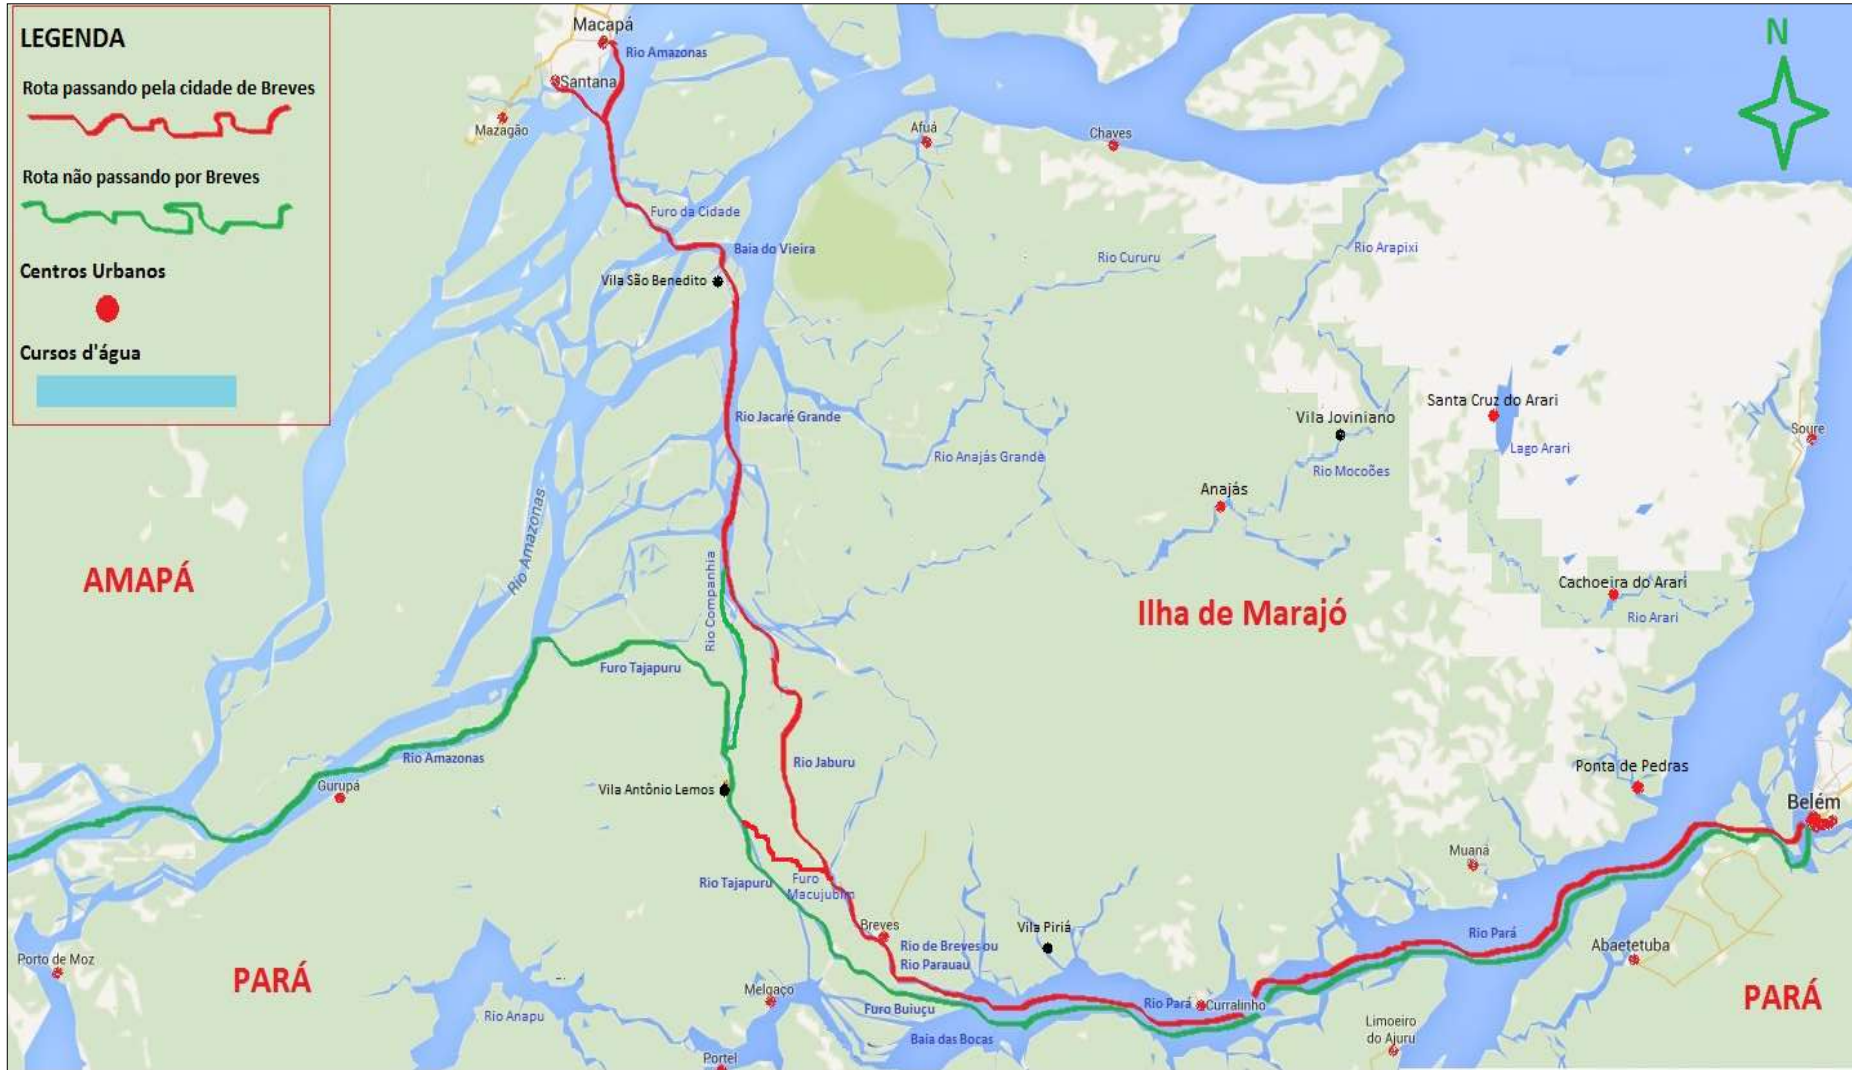 LEGENDA
Rota passando pela cidade de Breves
Rota não passando por Breves
Centros Urbanos
Cursos d'água
N
Macapá
Rio Amazonas
Santana
Mazagão
Afuá
Chaves
Furo da Cidade
Baia do Vieira
Rio Cururu
Rio Arapixi
Vila São Benedito
Rio Jacaré Grande
Rio Anajás Grande
Vila Joviniano
Rio Mocoões
Santa Cruz do Arari
Lago Arari
Soure
Anajás
Rio Amazonas
AMAPÁ
Rio Companhia
Ilha de Marajó
Cachoeira do Arari
Rio Arari
Furo Tajapuru
Rio Amazonas
Gurupá
Rio Jaburu
Vila Antônio Lemos
Ponta de Pedras
Belém
Muaná
Rio Tajapuru
Furo
Macujubim
Breves
Vila Piriá
Rio de Breves ou
Rio Parauau
Rio Pará
Abaetetuba
Porto de Moz
PARÁ
Melgaço
Rio Anapu
Furo Buiuçu
Baia das Bocas
Rio Pará
Curralinho
Limoeiro
do Ajuru
PARÁ
Portel